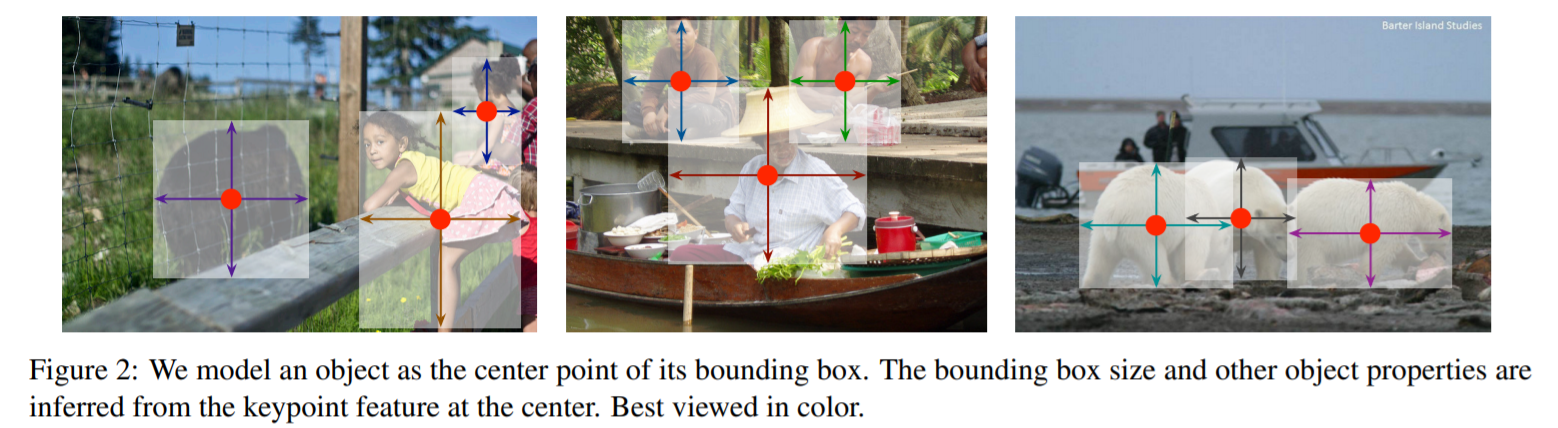 Barter Island Studies
Figure 2: We model an object as the center point of its bounding box. The bounding box size and other object properties are
inferred from the keypoint feature at the center. Best viewed in color.